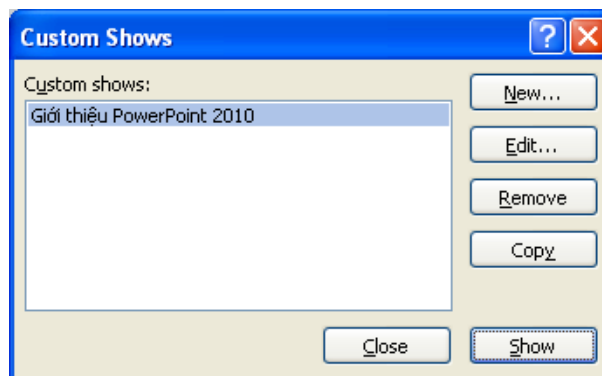 Custom Shows
Custom shows:
Giới thiệu PowerPoint 2010
New...
Edit...
Remove
Copy
Close
Show